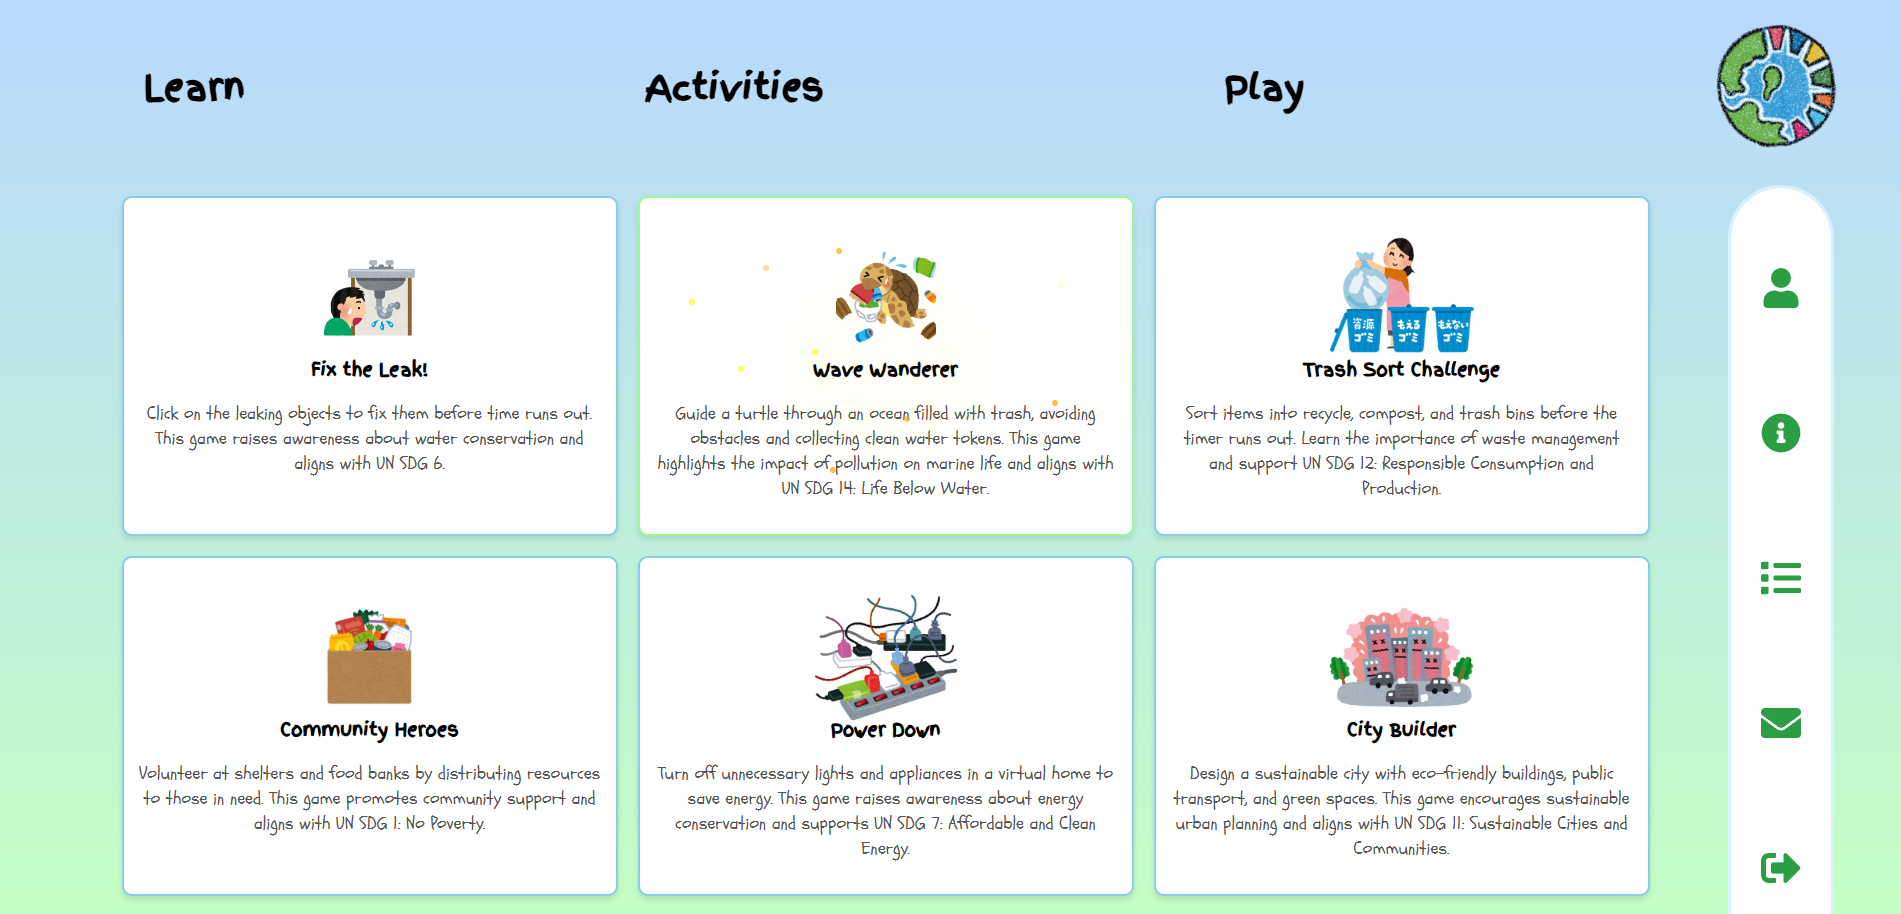 Learn
Activities
Play
Fix the Leak!
Click on the leaking objects to fix them before time runs out.
This game raises awareness about water conservation and
aligns with UN SDG 6.
Wave Wanderer
Guide a turtle through an ocean filled with trash, avoiding
obstacles and collecting clean water tokens. This game
highlights the impact of pollution on marine life and aligns with
UN SDG 14: Life Below Water.
資源
ゴミ
もえる
ゴミ
もえない
ゴミ
Trash Sort Challenge
Sort items into recycle, compost, and trash bins before the
timer runs out. Learn the importance of waste management
and support UN SDG 12: Responsible Consumption and
Production.
Community Heroes
Volunteer at shelters and food banks by distributing resources
to those in need. This game promotes community support and
aligns with UN SDG 1: No Poverty.
Power Down
Turn off unnecessary lights and appliances in a virtual home to
save energy. This game raises awareness about energy
conservation and supports UN SDG 7: Affordable and Clean
Energy.
City Builder
Design a sustainable city with eco-friendly buildings, public
transport, and green spaces. This game encourages sustainable
urban planning and aligns with UN SDG 11: Sustainable Cities and
Communities.